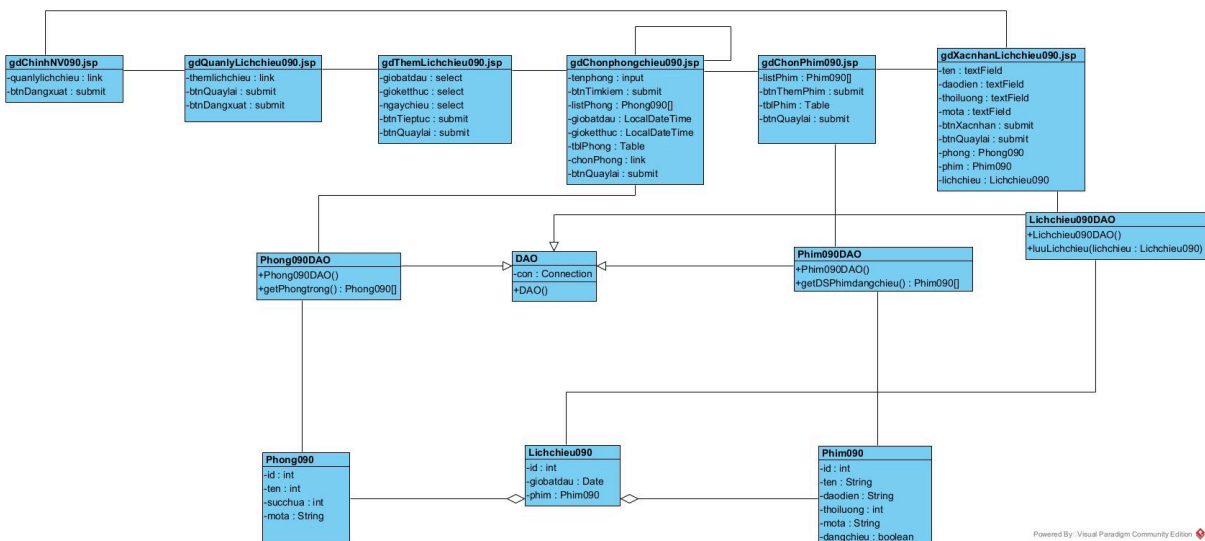 gdChinhNV090.jsp
-quanlylichchieu : link
-btnDangxuat : submit
gdQuanlyLichchieu090.jsp
-themlichchieu : link
-btnQuaylai : submit
-btnDangxuat : submit
gdThemLichchieu090.jsp
-giobatdau : select
-gioketthuc : select
-ngaychieu : select
-btnTieptuc : submit
-btnQuaylai : submit
gdChonphongchieu090.jsp
-tenphong : input
-btnTimkiem : submit
-listPhong : Phong090[]
-giobatdau : LocalDateTime
-gioketthuc : LocalDateTime
-tblPhong : Table
-chonPhong : link
-btnQuaylai : submit
gdChonPhim090.jsp
-listPhim : Phim090[]
-btnThemPhim : submit
-tblPhim : Table
-btnQuaylai : submit
gdXacnhanLichchieu090.jsp
-ten : textField
-daodien : textField
-thoiluong : textField
-mota : textField
-btnXacnhan : submit
-btnQuaylai : submit
-phong : Phong090
-phim : Phim090
-lichchieu : Lichchieu090
Phong090DAO
+Phong090DAO()
+getPhongtrong() : Phong090[]
DAO
-con : Connection
+DAO()
Phim090DAO
+Phim090DAO()
+getDSPhimdangchieu() : Phim090[]
Lichchieu090DAO
+Lichchieu090DAO()
+luuLichchieu(lichchieu : Lichchieu090)
Phong090
-id : int
-ten : int
-succhua : int
-mota : String
Lichchieu090
-id : int
-giobatdau : Date
-phim : Phim090
Phim090
-id : int
-ten : String
-daodien : String
-thoiluong : int
-mota : String
-dangchieu : boolean
Powered By Visual Paradigm Community Edition